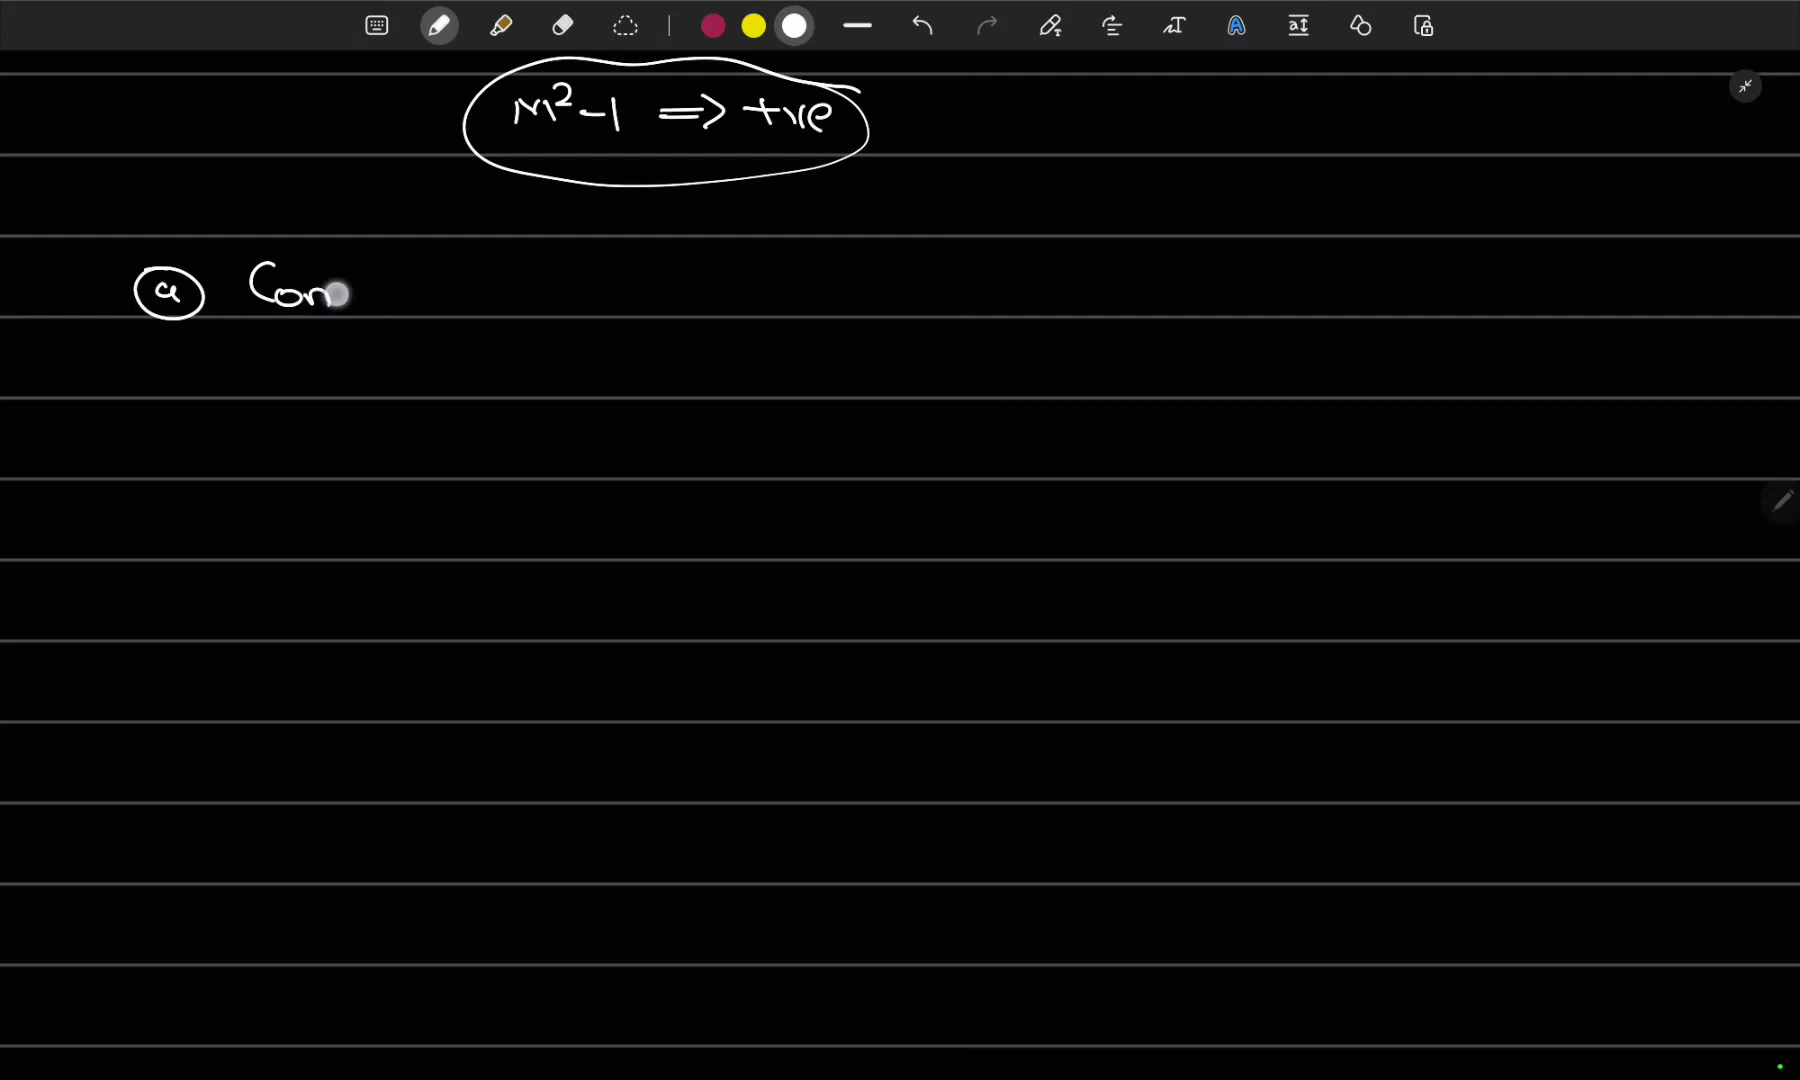 M²-1 ⟹ +ve
ⓐ Con